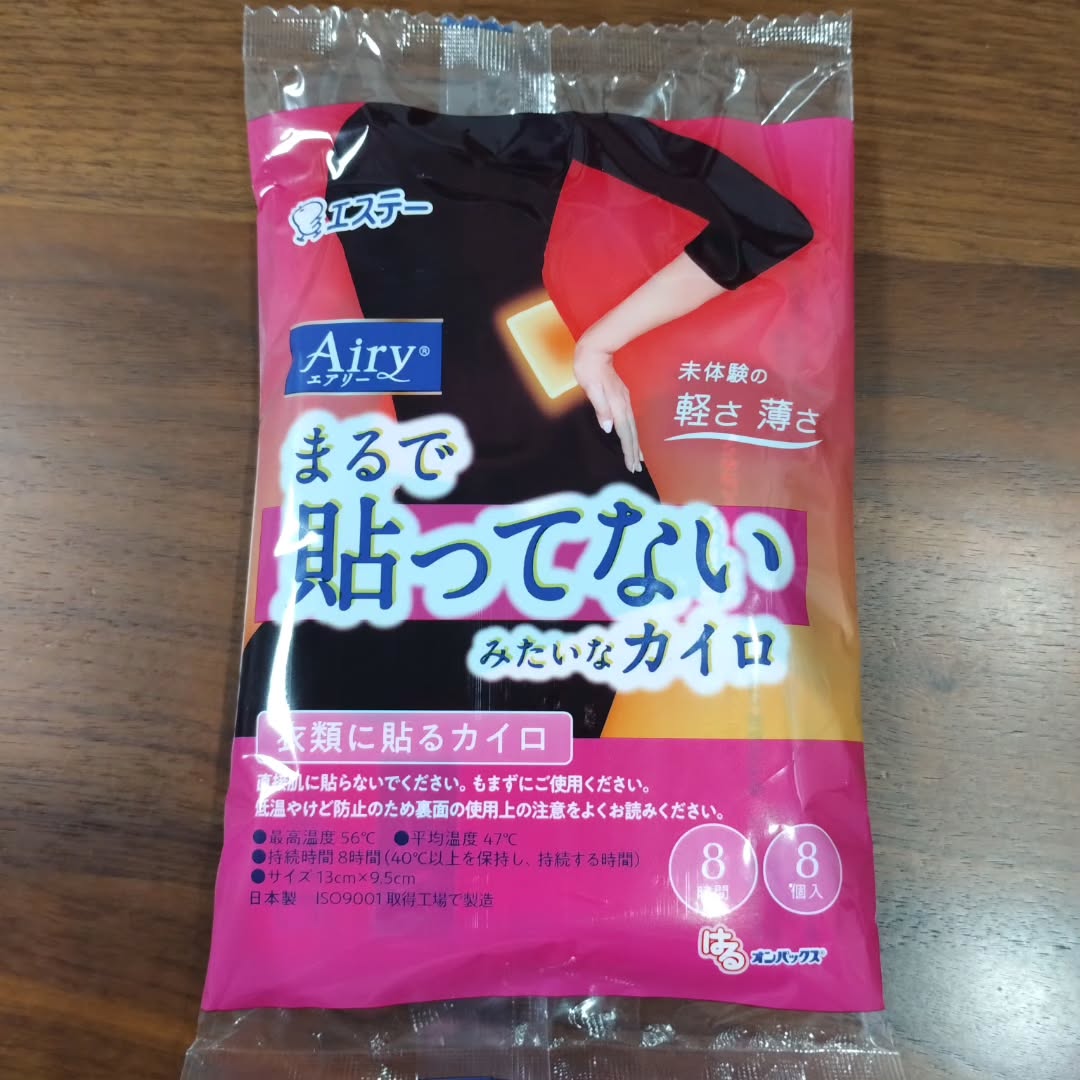 エステー
Airy®
エアリー
未体験の
軽さ 薄さ
まるで
貼ってない
みたいなカイロ
衣類に貼るカイロ
直接肌に貼らないでください。もまずにご使用ください。
低温やけど防止のため裏面の使用上の注意をよくお読みください。
●最高温度 56℃ ●平均温度 47℃
●持続時間 8時間(40℃以上を保持し、持続する時間)
●サイズ 13cm×9.5cm
日本製 ISO9001 取得工場で製造
8
時間
8
個入
はる
オンパックス®